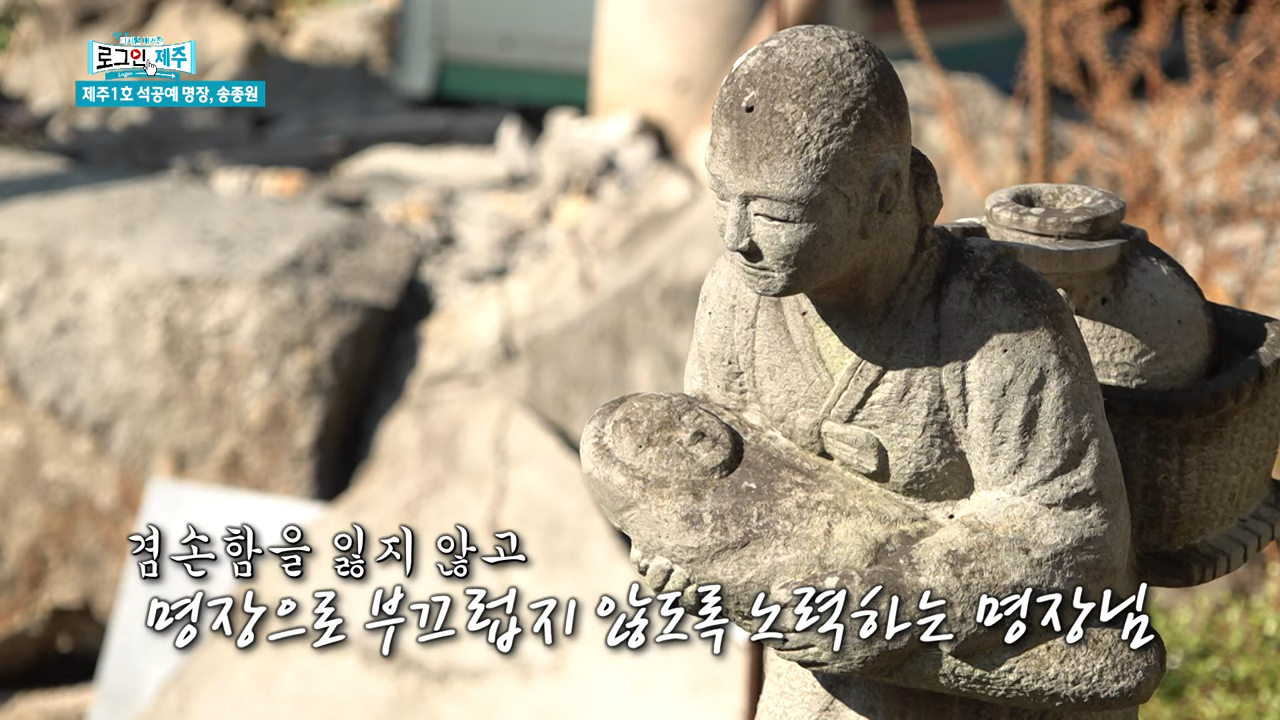 로그인 제주
Login
제주1호 석공예 명장, 송종원
겸손함을 잃지 않고
명장으로 부끄럽지 않도록 노력하는 명장님